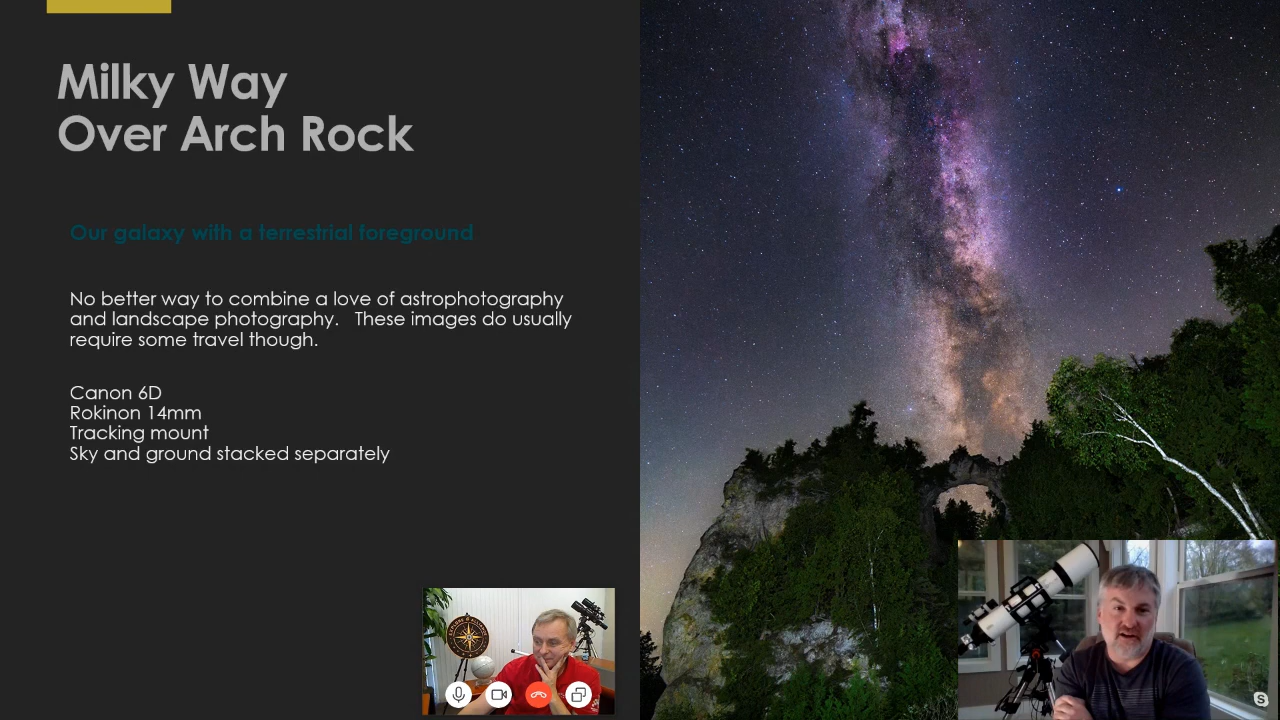 Milky Way
Over Arch Rock
Our galaxy with a terrestrial foreground
No better way to combine a love of astrophotography
and landscape photography.   These images do usually
require some travel though.
Canon 6D
Rokinon 14mm
Tracking mount
Sky and ground stacked separately